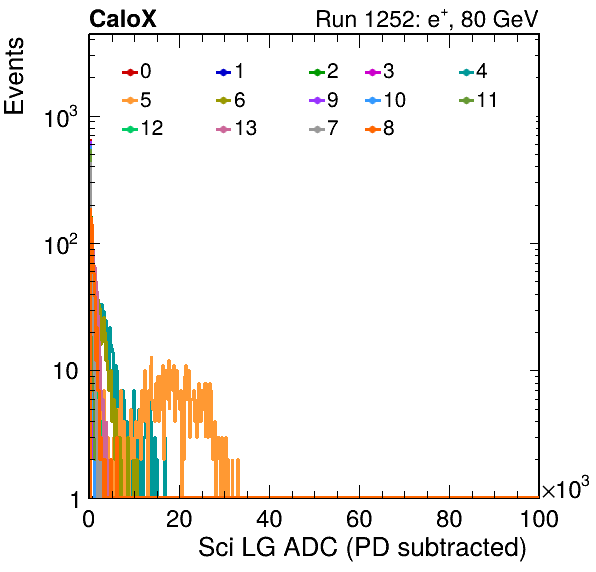 CaloX Run 1252: e⁺, 80 GeV
Events
0 1 2 3 4
5 6 9 10 11
12 13 7 8
10³
10²
10
1
0 20 40 60 80 100
×10³
Sci LG ADC (PD subtracted)